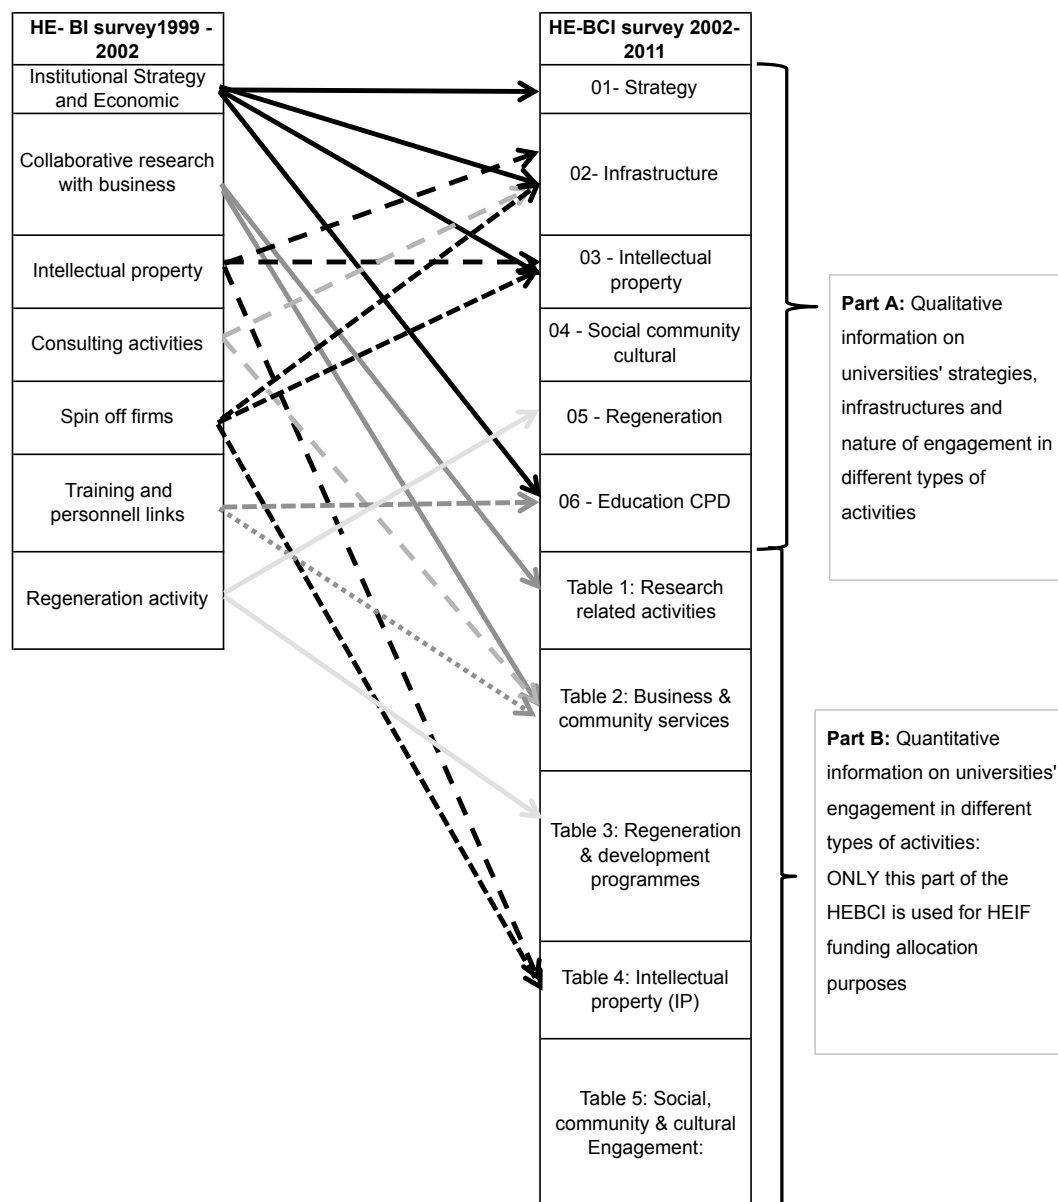 HE- BI survey1999 -
2002
Institutional Strategy
and Economic
Collaborative research
with business
Intellectual property
Consulting activities
Spin off firms
Training and
personnell links
Regeneration activity
HE-BCI survey 2002-
2011
01- Strategy
02- Infrastructure
03 - Intellectual
property
04 - Social community
cultural
05 - Regeneration
06 - Education CPD
Table 1: Research
related activities
Table 2: Business &
community services
Table 3: Regeneration
& development
programmes
Table 4: Intellectual
property (IP)
Table 5: Social,
community & cultural
Engagement:
Part A: Qualitative
information on
universities' strategies,
infrastructures and
nature of engagement in
different types of
activities
Part B: Quantitative
information on universities'
engagement in different
types of activities:
ONLY this part of the
HEBCI is used for HEIF
funding allocation
purposes